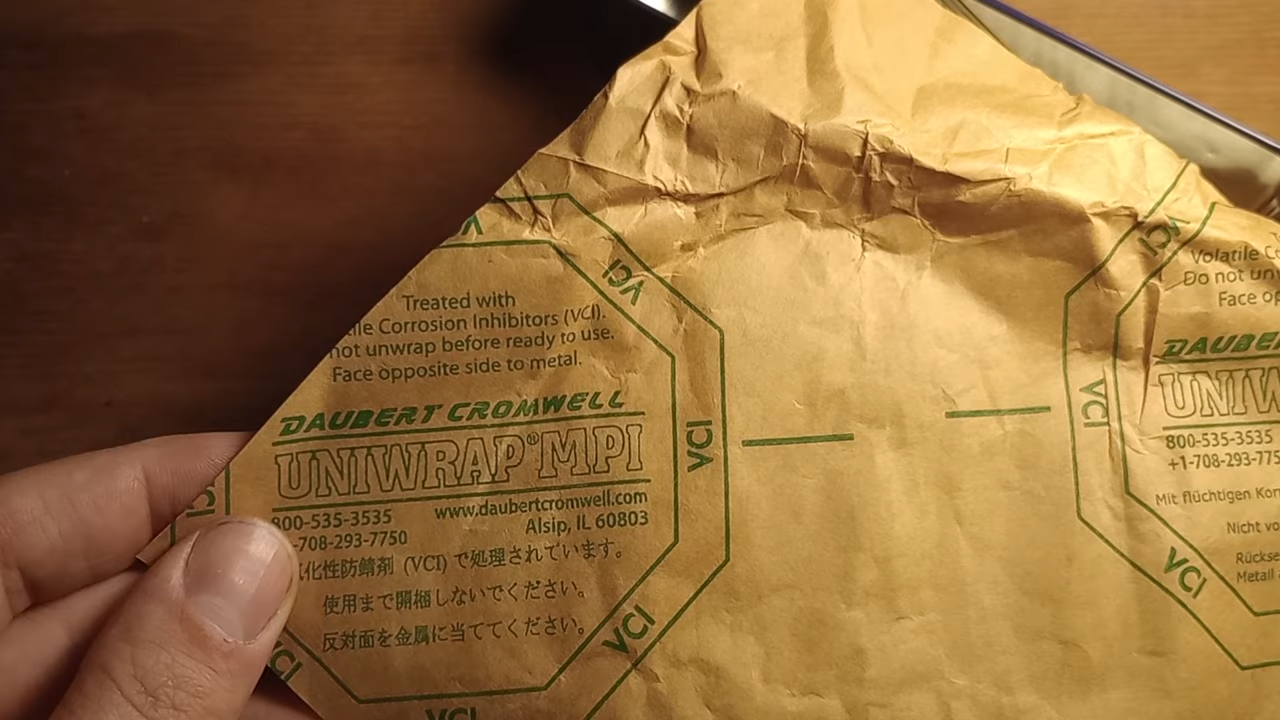 VCI
Treated with
Corrosion Inhibitors (VCI).
not unwrap before ready to use.
Face opposite side to metal.
DAUBERT CROMWELL
UNIWRAP® MPI
800-535-3535 www.daubertcromwell.com
-708-293-7750 Alsip, IL 60803
化性防錆剤 (VCI) で処理されています。
使用まで開梱しないでください。
反対面を金属に当ててください。
VCI
VCI
VCI
VCI
VCI
Volatile
Do not
Face
UNIW
800-535-3535
+1-708-293-775
Mit flüchtigen
Nicht
Metall
VCI